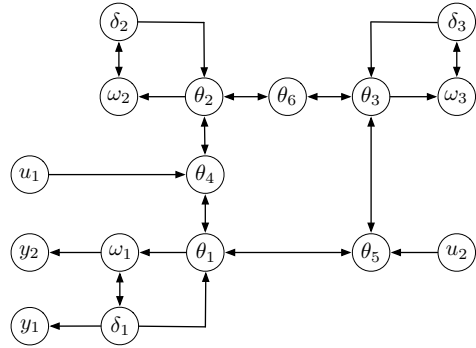 δ₂ δ₃
ω₂ θ₂ θ₆ θ₃ ω₃
u₁ θ₄
y₂ ω₁ θ₁ θ₅ u₂
y₁ δ₁